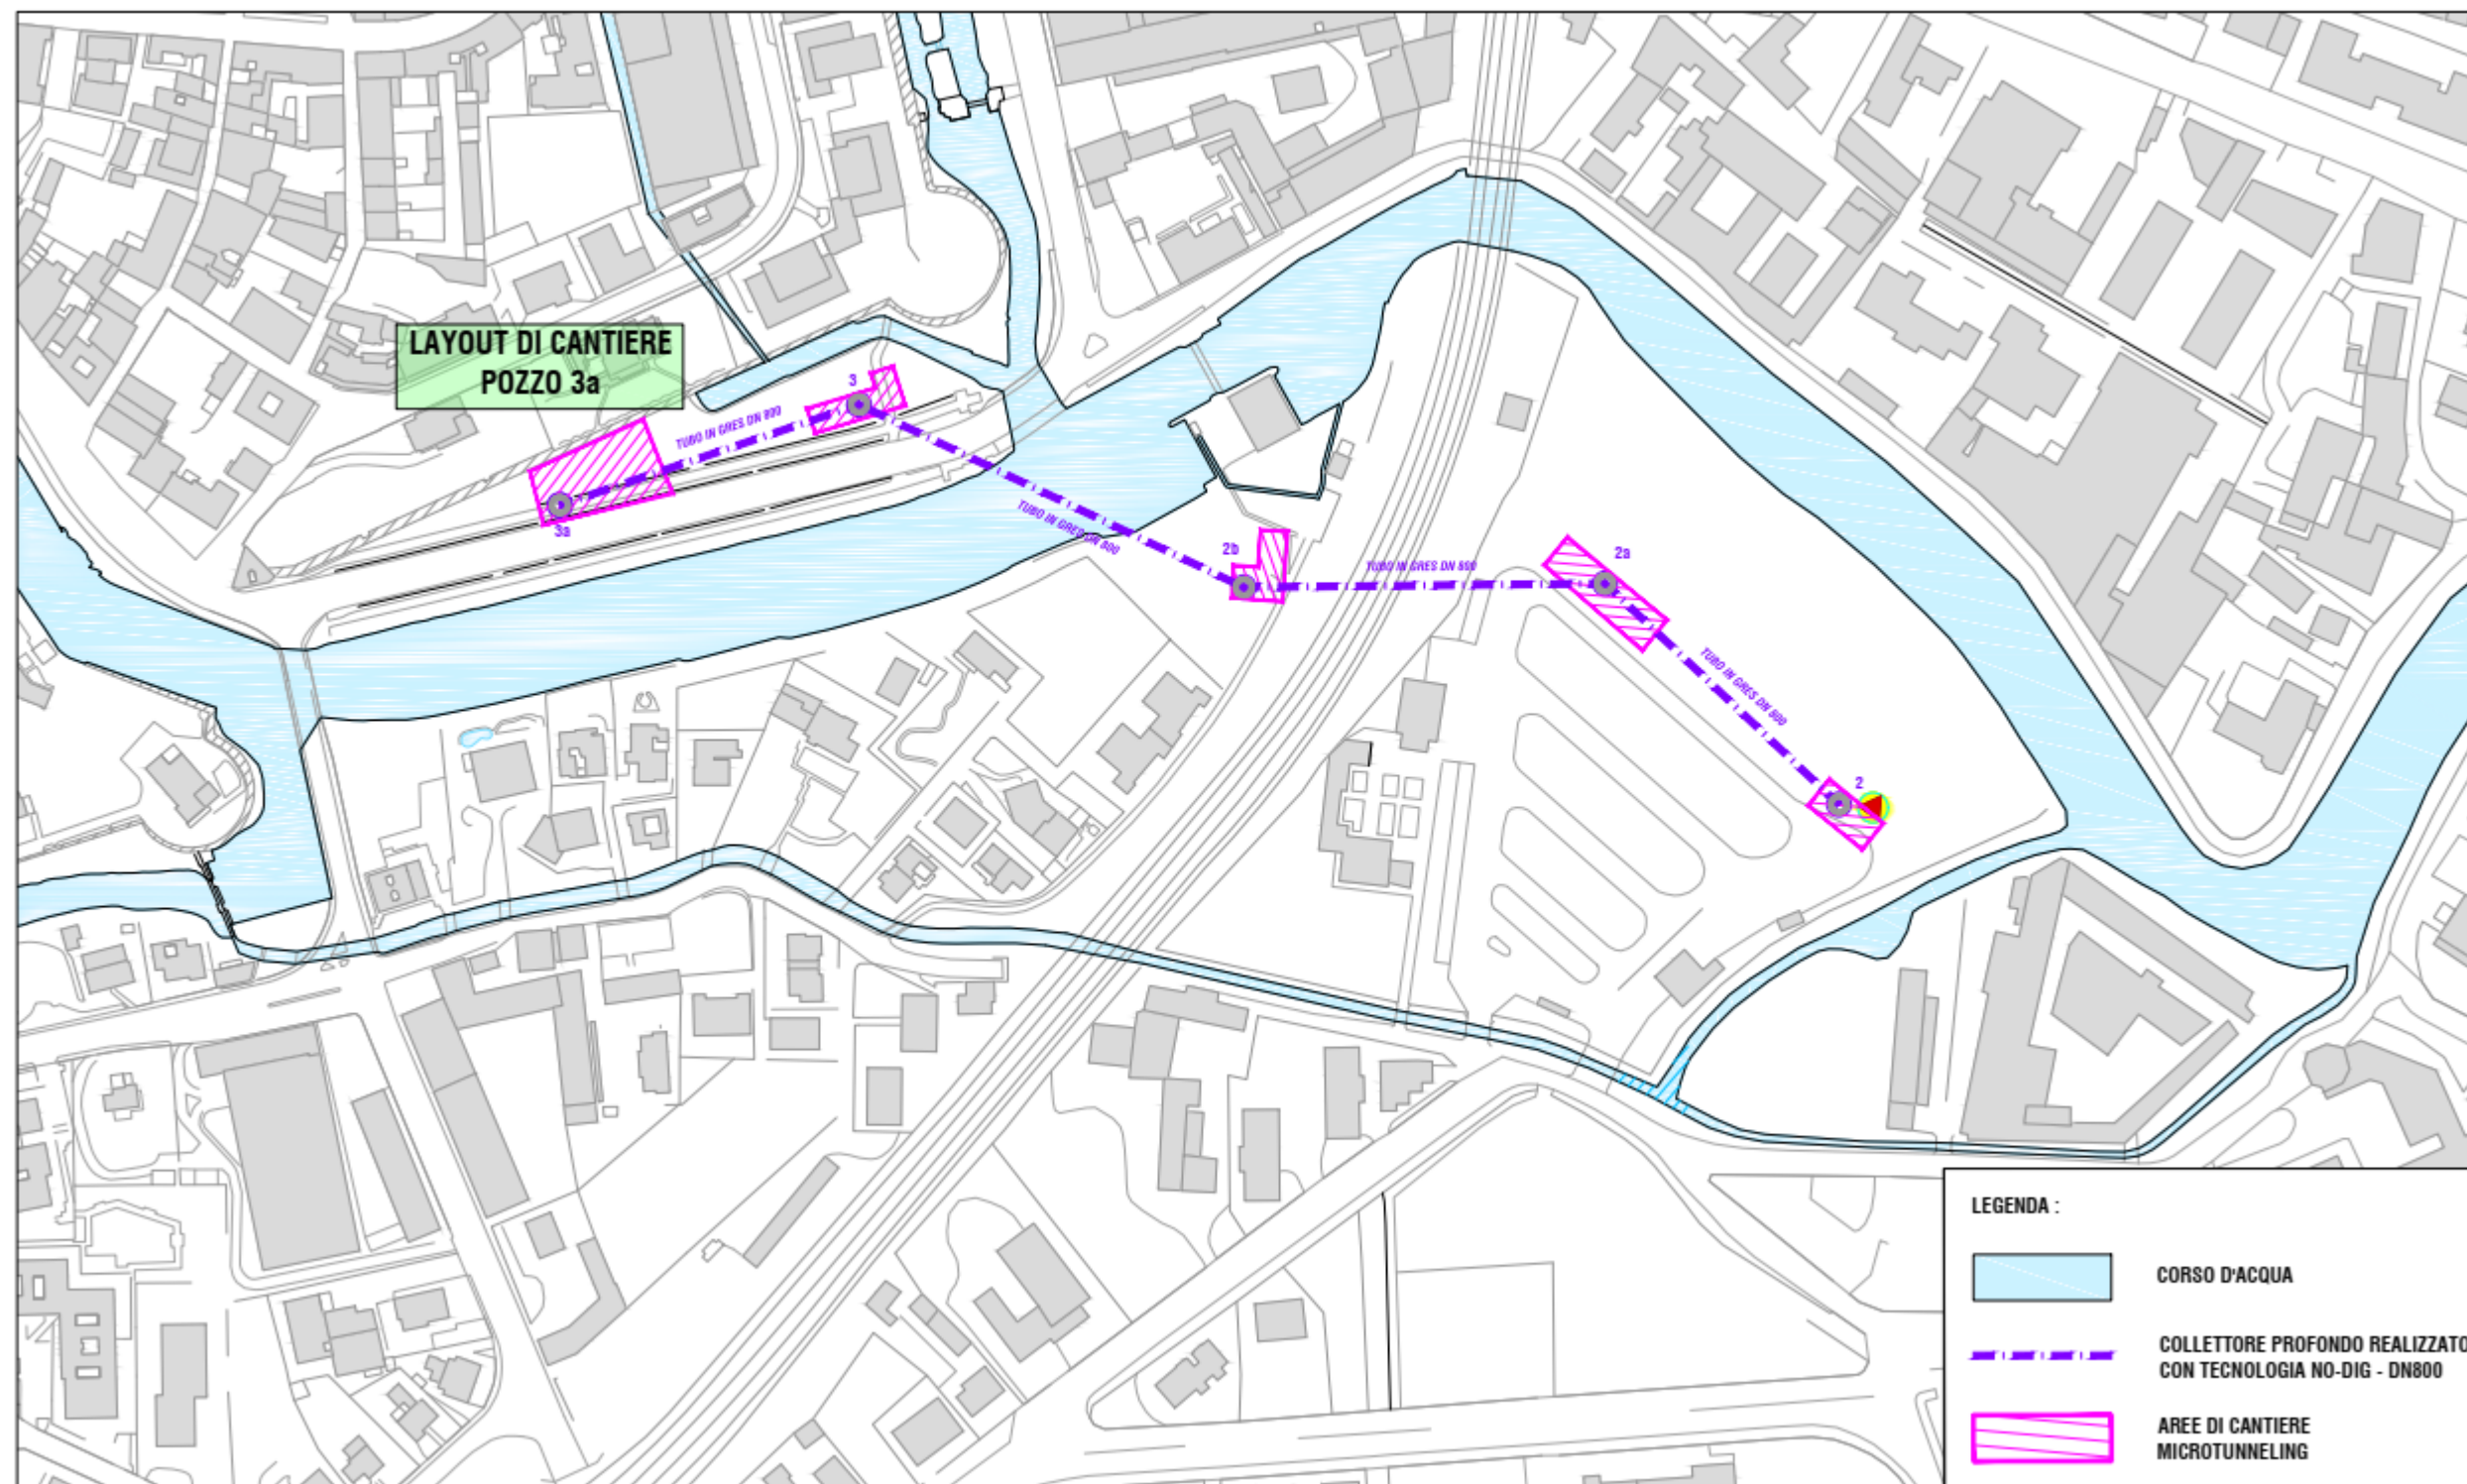 LAYOUT DI CANTIERE
POZZO 3a
3
TUBO IN GRES DN 800
3a
TUBO IN GRES DN 800
2b
TUBO IN GRES DN 800
2a
TUBO IN GRES DN 800
2
LEGENDA :
CORSO D'ACQUA
COLLETTORE PROFONDO REALIZZATO
CON TECNOLOGIA NO-DIG - DN800
AREE DI CANTIERE
MICROTUNNELING